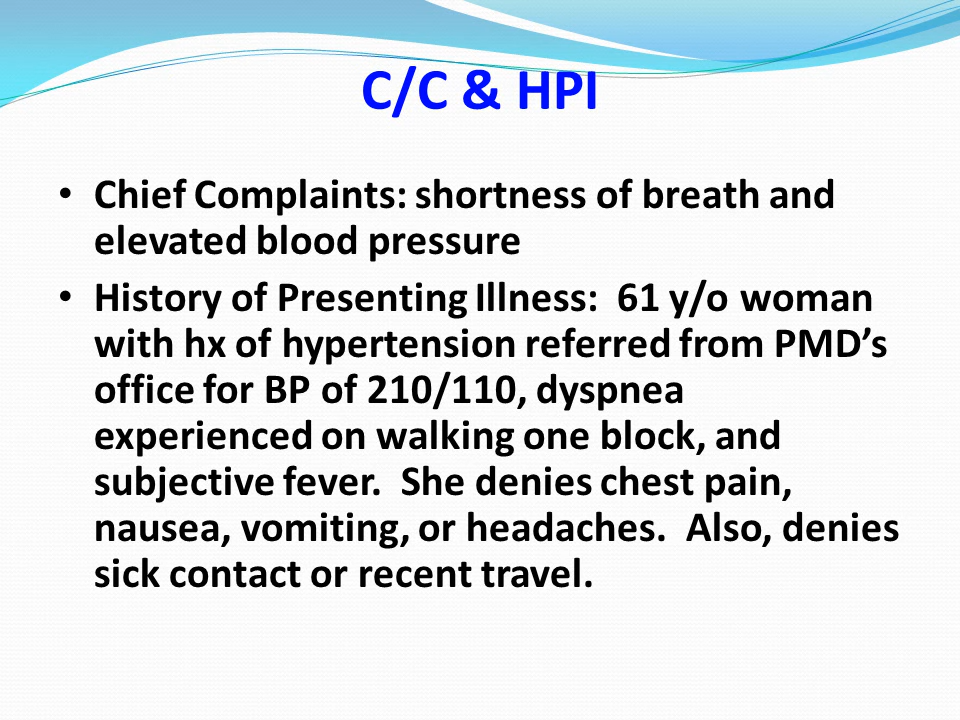 C/C & HPI
• Chief Complaints: shortness of breath and
elevated blood pressure
• History of Presenting Illness:  61 y/o woman
with hx of hypertension referred from PMD’s
office for BP of 210/110, dyspnea
experienced on walking one block, and
subjective fever.  She denies chest pain,
nausea, vomiting, or headaches.  Also, denies
sick contact or recent travel.